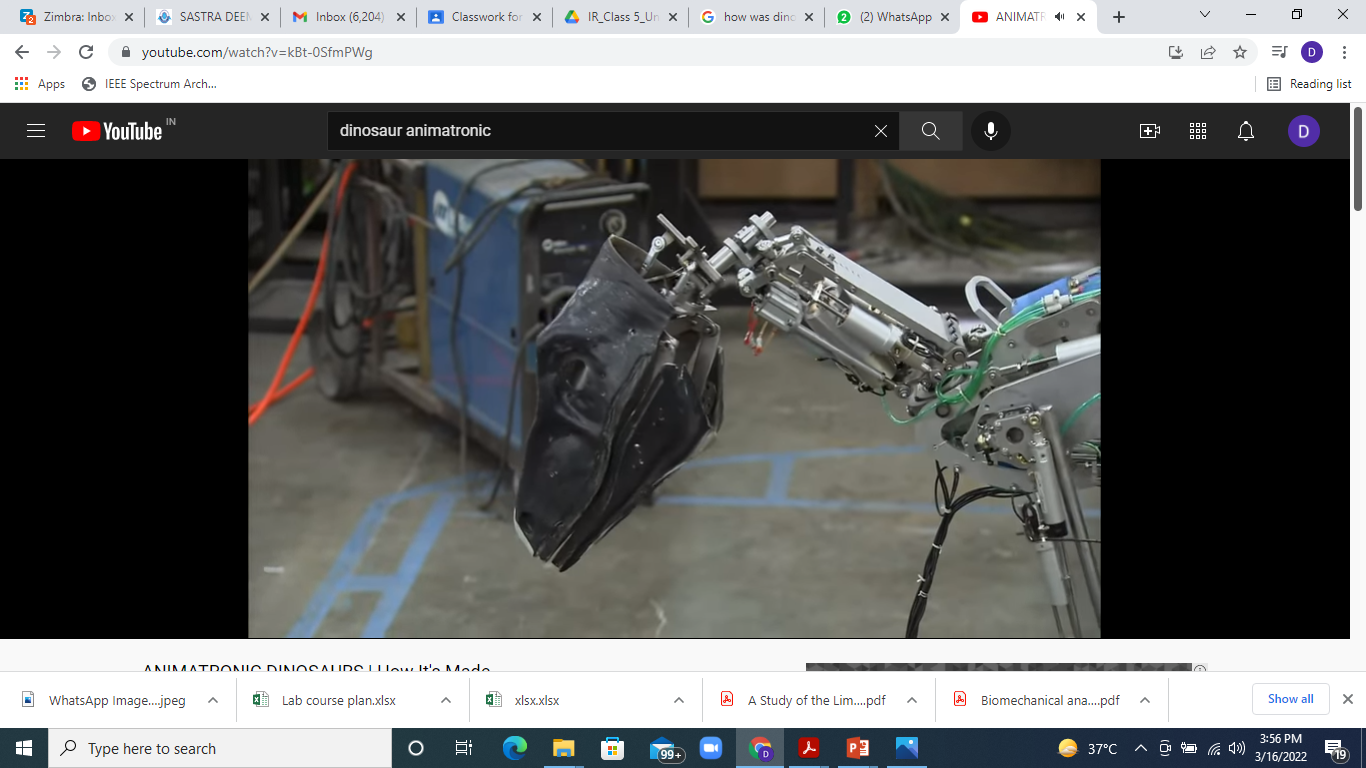 Zimbra: Inbox
SASTRA DEEM
Inbox (6,204)
Classwork for
IR_Class 5_Un
how was dino
(2) WhatsApp
ANIMATR
youtube.com/watch?v=kBt-0SfmPWg
D
Apps
IEEE Spectrum Arch...
Reading list
YouTube IN
dinosaur animatronic
D
ANIMATRONIC DINOSAURS | How It's Made
WhatsApp Image....jpeg
Lab course plan.xlsx
xlsx.xlsx
A Study of the Lim....pdf
Biomechanical ana....pdf
Show all
Type here to search
99+
37°C
3:56 PM
3/16/2022
19